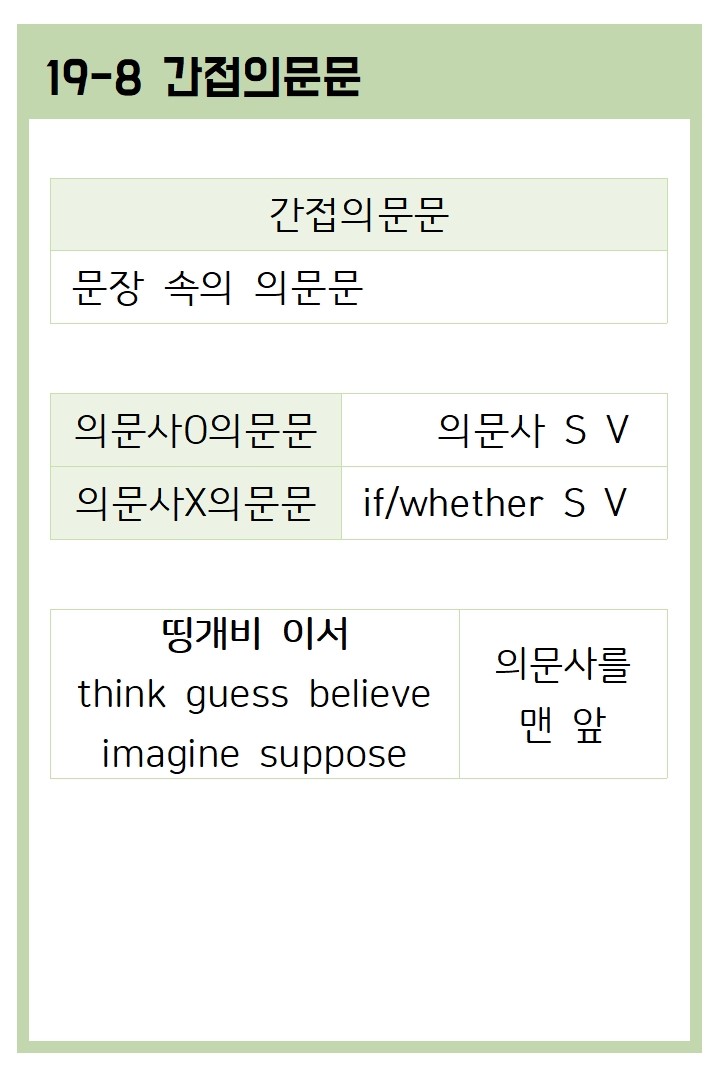 19-8 간접의문문
간접의문문
문장 속의 의문문
의문사O의문문
의문사 S V
의문사X의문문
if/whether S V
띵개비 이서
think guess believe
imagine suppose
의문사를
맨 앞